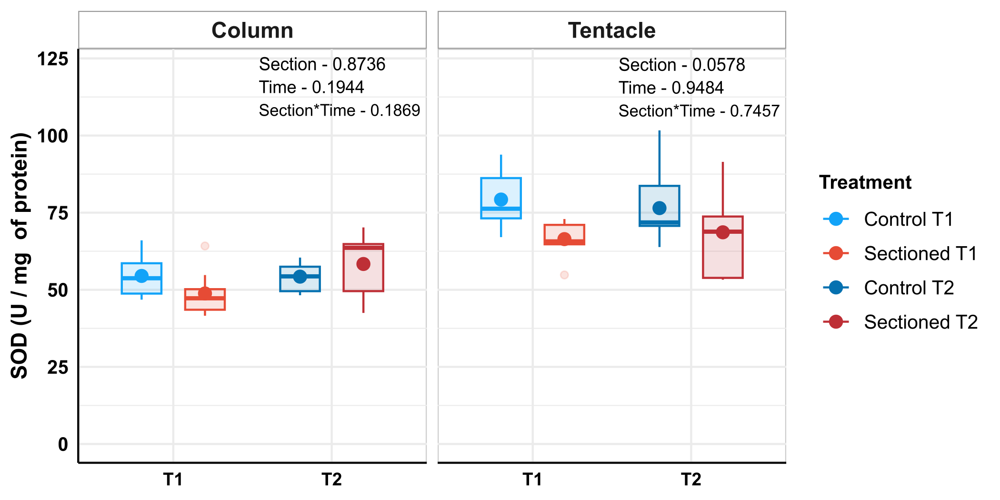 Column
Tentacle
Section - 0.8736
Time - 0.1944
Section*Time - 0.1869
Section - 0.0578
Time - 0.9484
Section*Time - 0.7457
SOD (U / mg  of protein)
125
100
75
50
25
0
T1
T2
T1
T2
Treatment
Control T1
Sectioned T1
Control T2
Sectioned T2